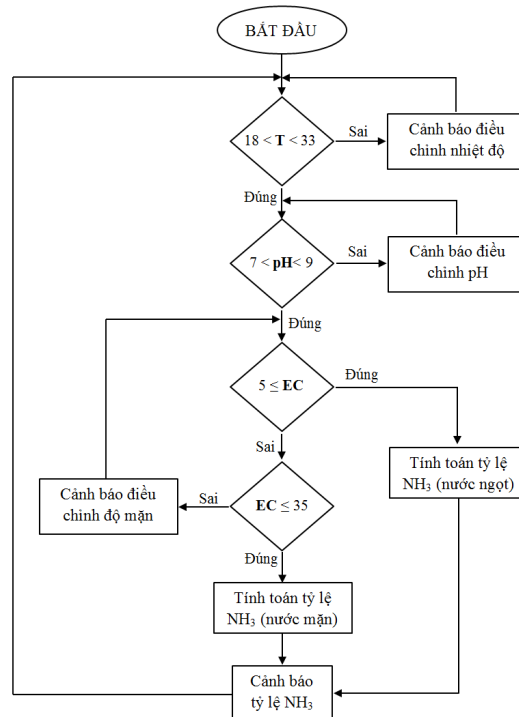 BẮT ĐẦU
18 < T < 33
Sai
Cảnh báo điều
chỉnh nhiệt độ
Đúng
7 < pH< 9
Sai
Cảnh báo điều
chỉnh pH
Đúng
5 ≤ EC
Đúng
Sai
Tính toán tỷ lệ
NH₃ (nước ngọt)
Cảnh báo điều
chỉnh độ mặn
Sai
EC ≤ 35
Đúng
Tính toán tỷ lệ
NH₃ (nước mặn)
Cảnh báo
tỷ lệ NH₃